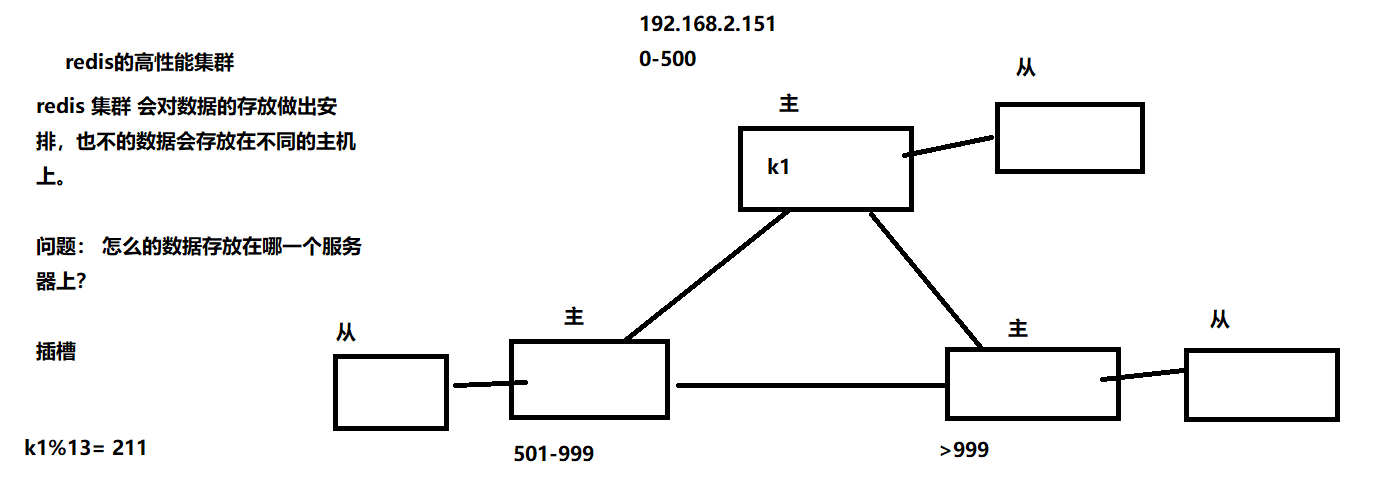 192.168.2.151
0-500
redis的高性能集群
redis 集群 会对数据的存放做出安
排，也不的数据会存放在不同的主机
上。
问题： 怎么的数据存放在哪一个服务
器上？
插槽
k1%13= 211
主
k1
从
从
主
501-999
主
>999
从